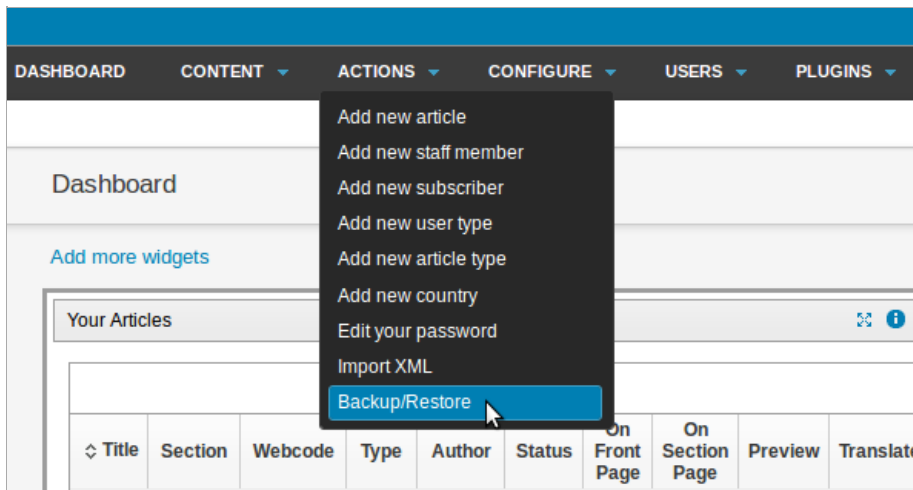 DASHBOARD CONTENT ACTIONS CONFIGURE USERS PLUGINS
Add new article
Add new staff member
Dashboard
Add new subscriber
Add new user type
Add more widgets
Add new article type
Add new country
Your Articles
Edit your password
Import XML
Backup/Restore
Title Section Webcode Type Author Status On Front Page On Section Page Preview Translate